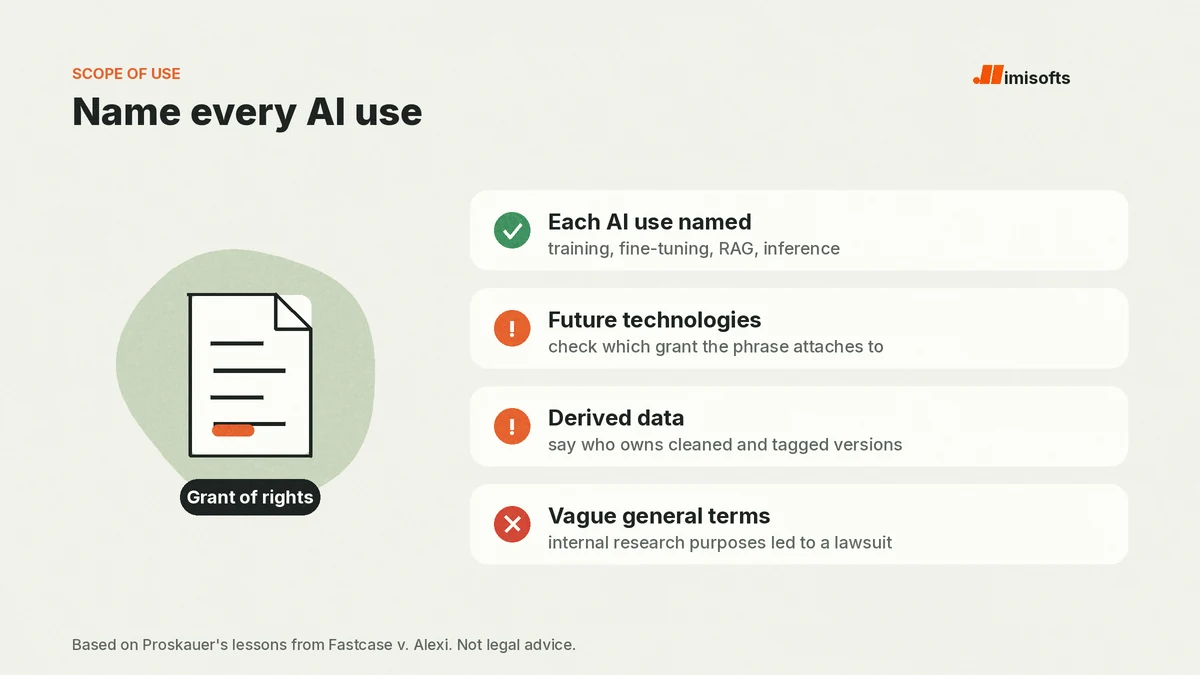 SCOPE OF USE
Name every AI use
imisofts
Each AI use named
training, fine-tuning, RAG, inference
Future technologies
check which grant the phrase attaches to
Derived data
say who owns cleaned and tagged versions
Vague general terms
internal research purposes led to a lawsuit
Grant of rights
Based on Proskauer's lessons from Fastcase v. Alexi. Not legal advice.